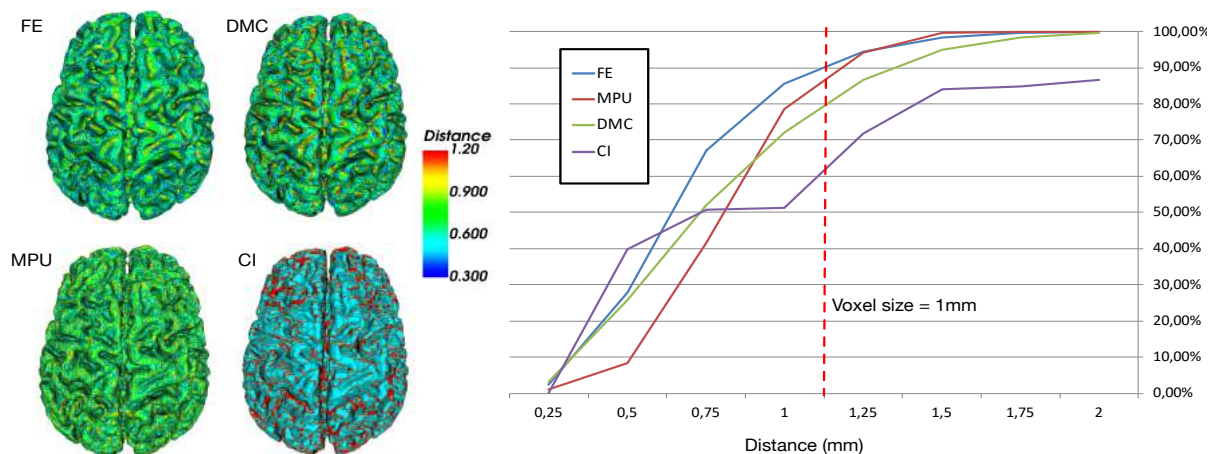 FE
DMC
MPU
CI
Distance
1.20
0.900
0.600
0.300
FE
MPU
DMC
CI
Voxel size = 1mm
100,00%
90,00%
80,00%
70,00%
60,00%
50,00%
40,00%
30,00%
20,00%
10,00%
0,00%
0,25 0,5 0,75 1 1,25 1,5 1,75 2
Distance (mm)